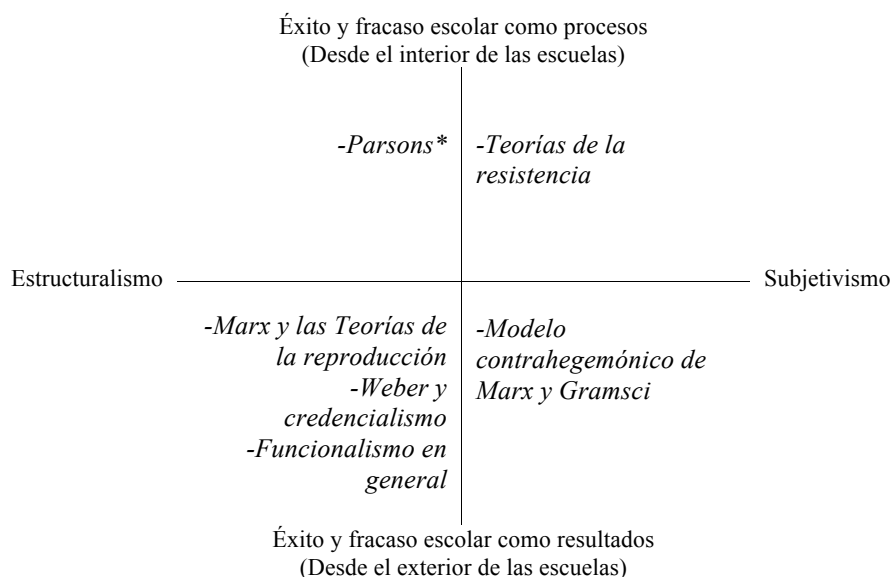 Éxito y fracaso escolar como procesos
(Desde el interior de las escuelas)
-Parsons*
-Teorías de la
resistencia
Estructuralismo
Subjetivismo
-Marx y las Teorías de
la reproducción
-Weber y
credencialismo
-Funcionalismo en
general
-Modelo
contrahegemónico de
Marx y Gramsci
Éxito y fracaso escolar como resultados
(Desde el exterior de las escuelas)